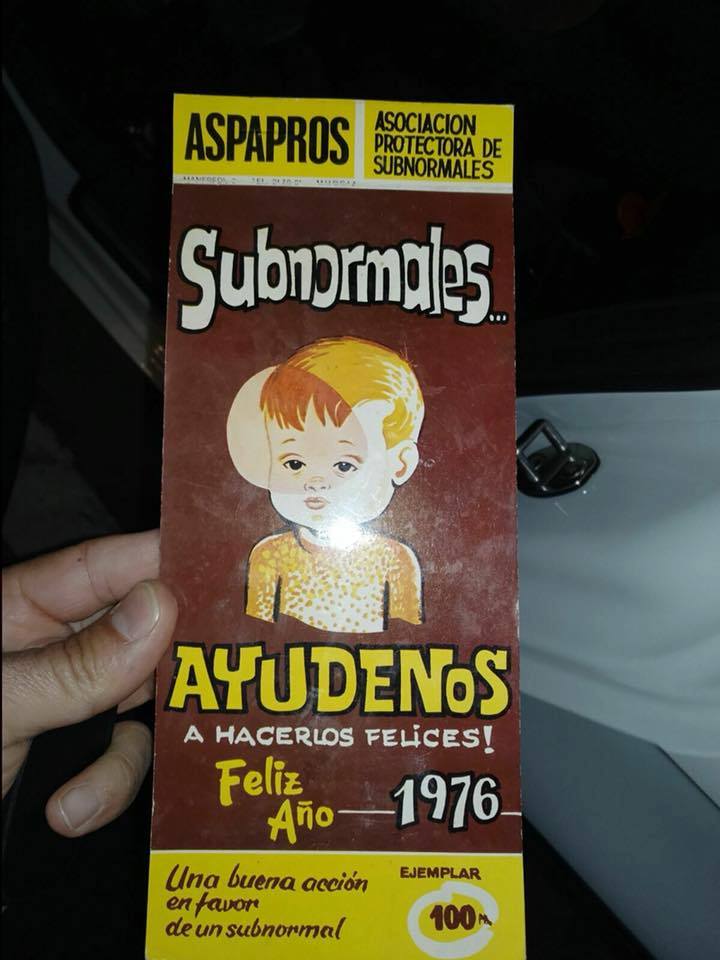 ASPAPROS
ASOCIACION
PROTECTORA DE
SUBNORMALES
Subnormales...
AYUDENOS
A HACERLOS FELICES!
Feliz
Año
1976
Una buena acción
en favor
de un subnormal
EJEMPLAR
100